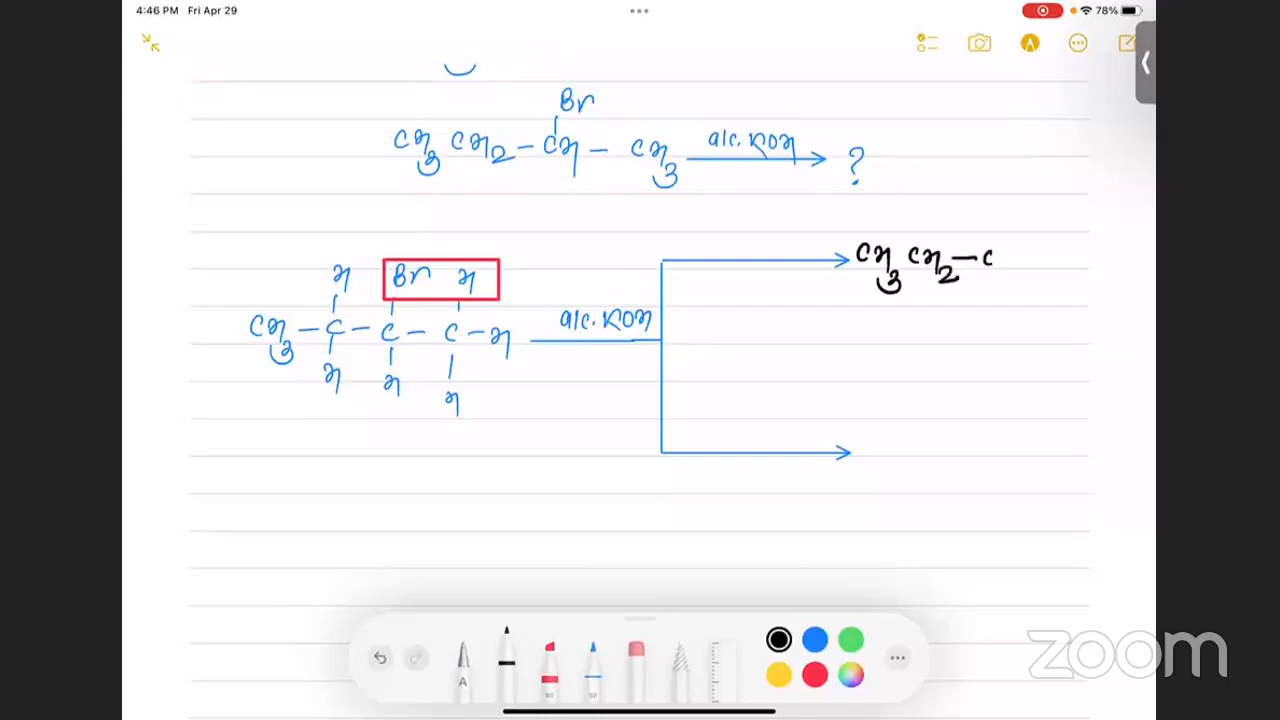 4:46 PM Fri Apr 29
78%
Br
CH3 CH2 - CH - CH3 alc. KOH ?
H Br H
CH3 - C - C - C - H alc. KOH
H H H
CH3 CH2 - C
A
zoom